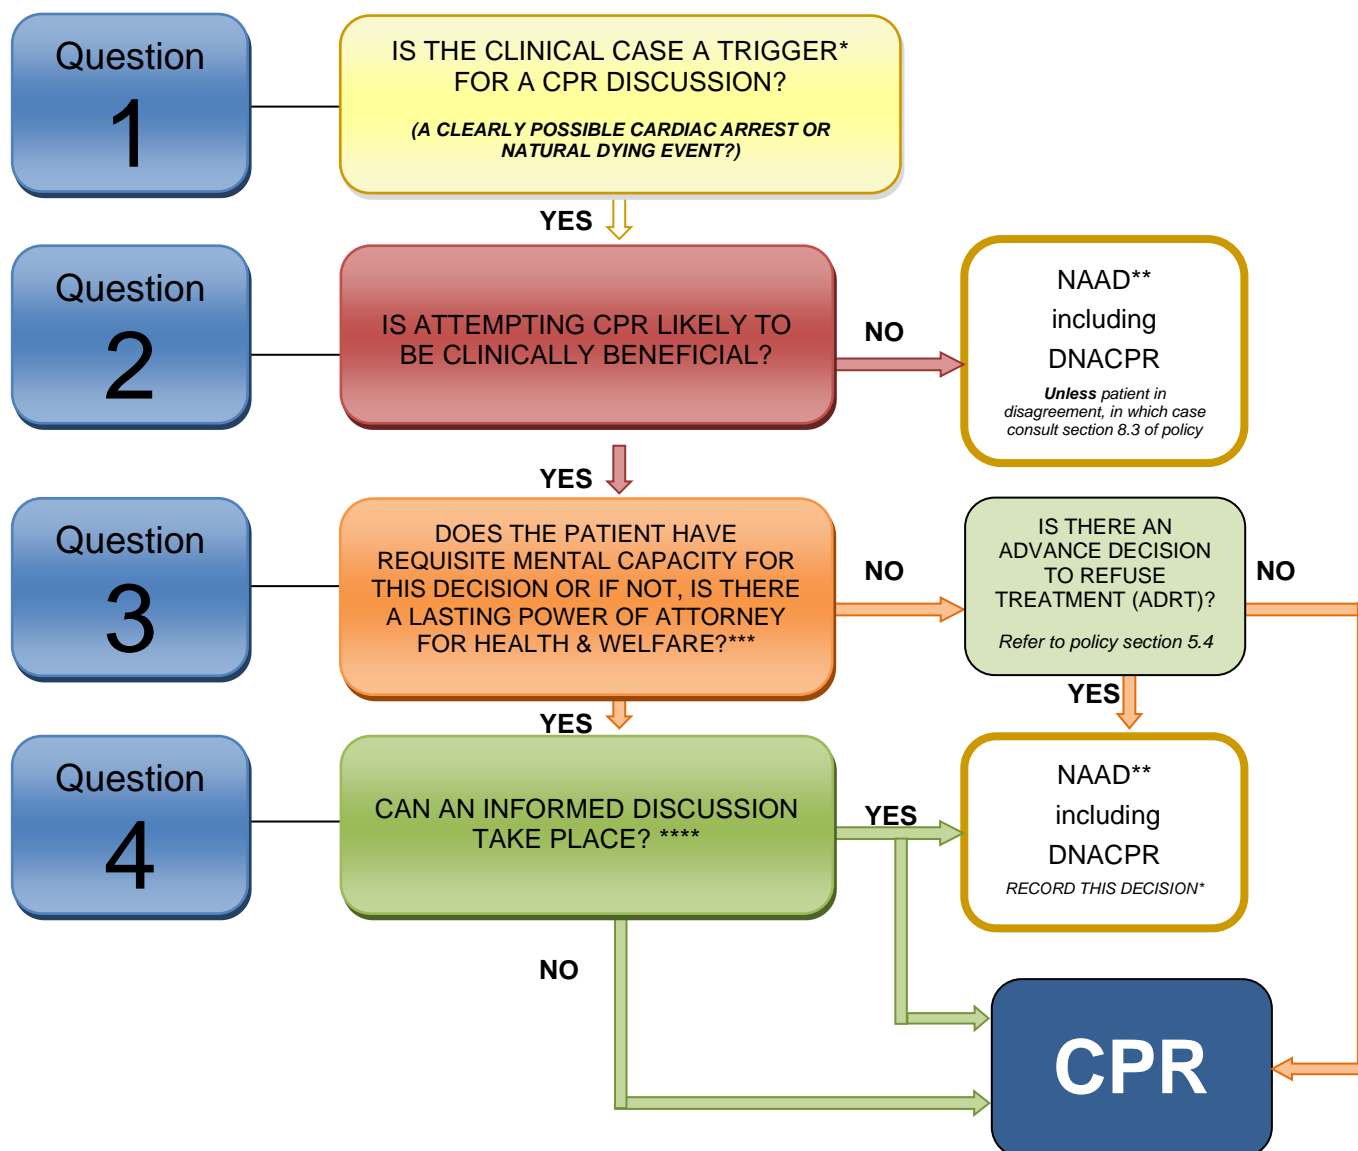 Question
1
IS THE CLINICAL CASE A TRIGGER*
FOR A CPR DISCUSSION?
(A CLEARLY POSSIBLE CARDIAC ARREST OR
NATURAL DYING EVENT?)
YES
Question
2
IS ATTEMPTING CPR LIKELY TO
BE CLINICALLY BENEFICIAL?
NO
NAAD**
including
DNACPR
Unless patient in
disagreement, in which case
consult section 8.3 of policy
YES
Question
3
DOES THE PATIENT HAVE
REQUISITE MENTAL CAPACITY FOR
THIS DECISION OR IF NOT, IS THERE
A LASTING POWER OF ATTORNEY
FOR HEALTH & WELFARE?***
NO
IS THERE AN
ADVANCE DECISION
TO REFUSE
TREATMENT (ADRT)?
Refer to policy section 5.4
NO
YES
YES
Question
4
CAN AN INFORMED DISCUSSION
TAKE PLACE? ****
YES
NAAD**
including
DNACPR
RECORD THIS DECISION*
NO
CPR